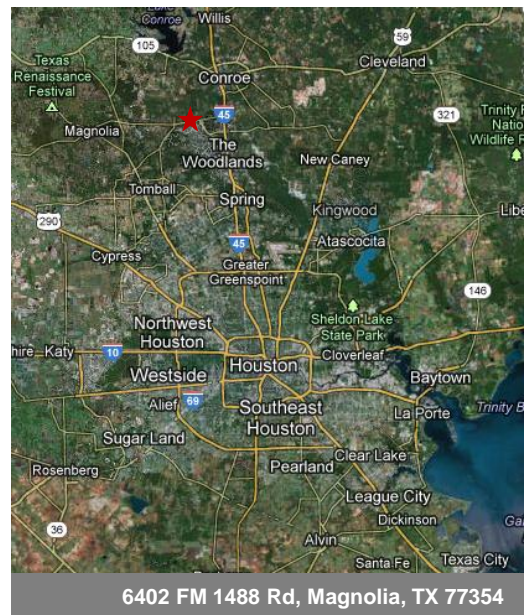 Lake
Conroe
Willis
105
59
Cleveland
Texas
Renaissance
Festival
Conroe
45
321
Magnolia
The
Woodlands
New Caney
Tomball
Spring
290
Kingwood
45
Atascocita
Cypress
Greater
Greenspoint
146
Northwest
Houston
Sheldon Lake
State Park
Katy
10
Houston
Cloverleaf
Westside
Baytown
Alief
69
Southeast
Houston
La Porte
Trinity B
Sugar Land
Rosenberg
Pearland
Clear Lake
League City
36
Dickinson
Alvin
Santa Fe
Texas City
6402 FM 1488 Rd, Magnolia, TX 77354